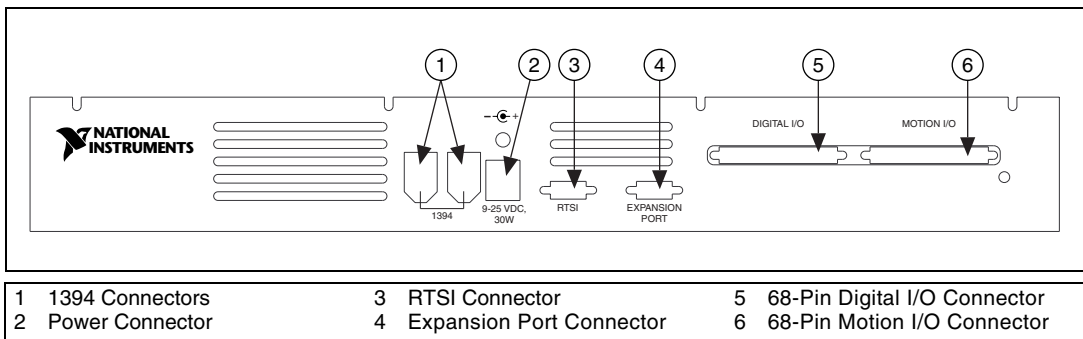 1 2 3 4 5 6
NATIONAL
INSTRUMENTS
DIGITAL I/O MOTION I/O
1394
9-25 VDC,
30W
RTSI
EXPANSION
PORT
1 1394 Connectors 3 RTSI Connector 5 68-Pin Digital I/O Connector
2 Power Connector 4 Expansion Port Connector 6 68-Pin Motion I/O Connector